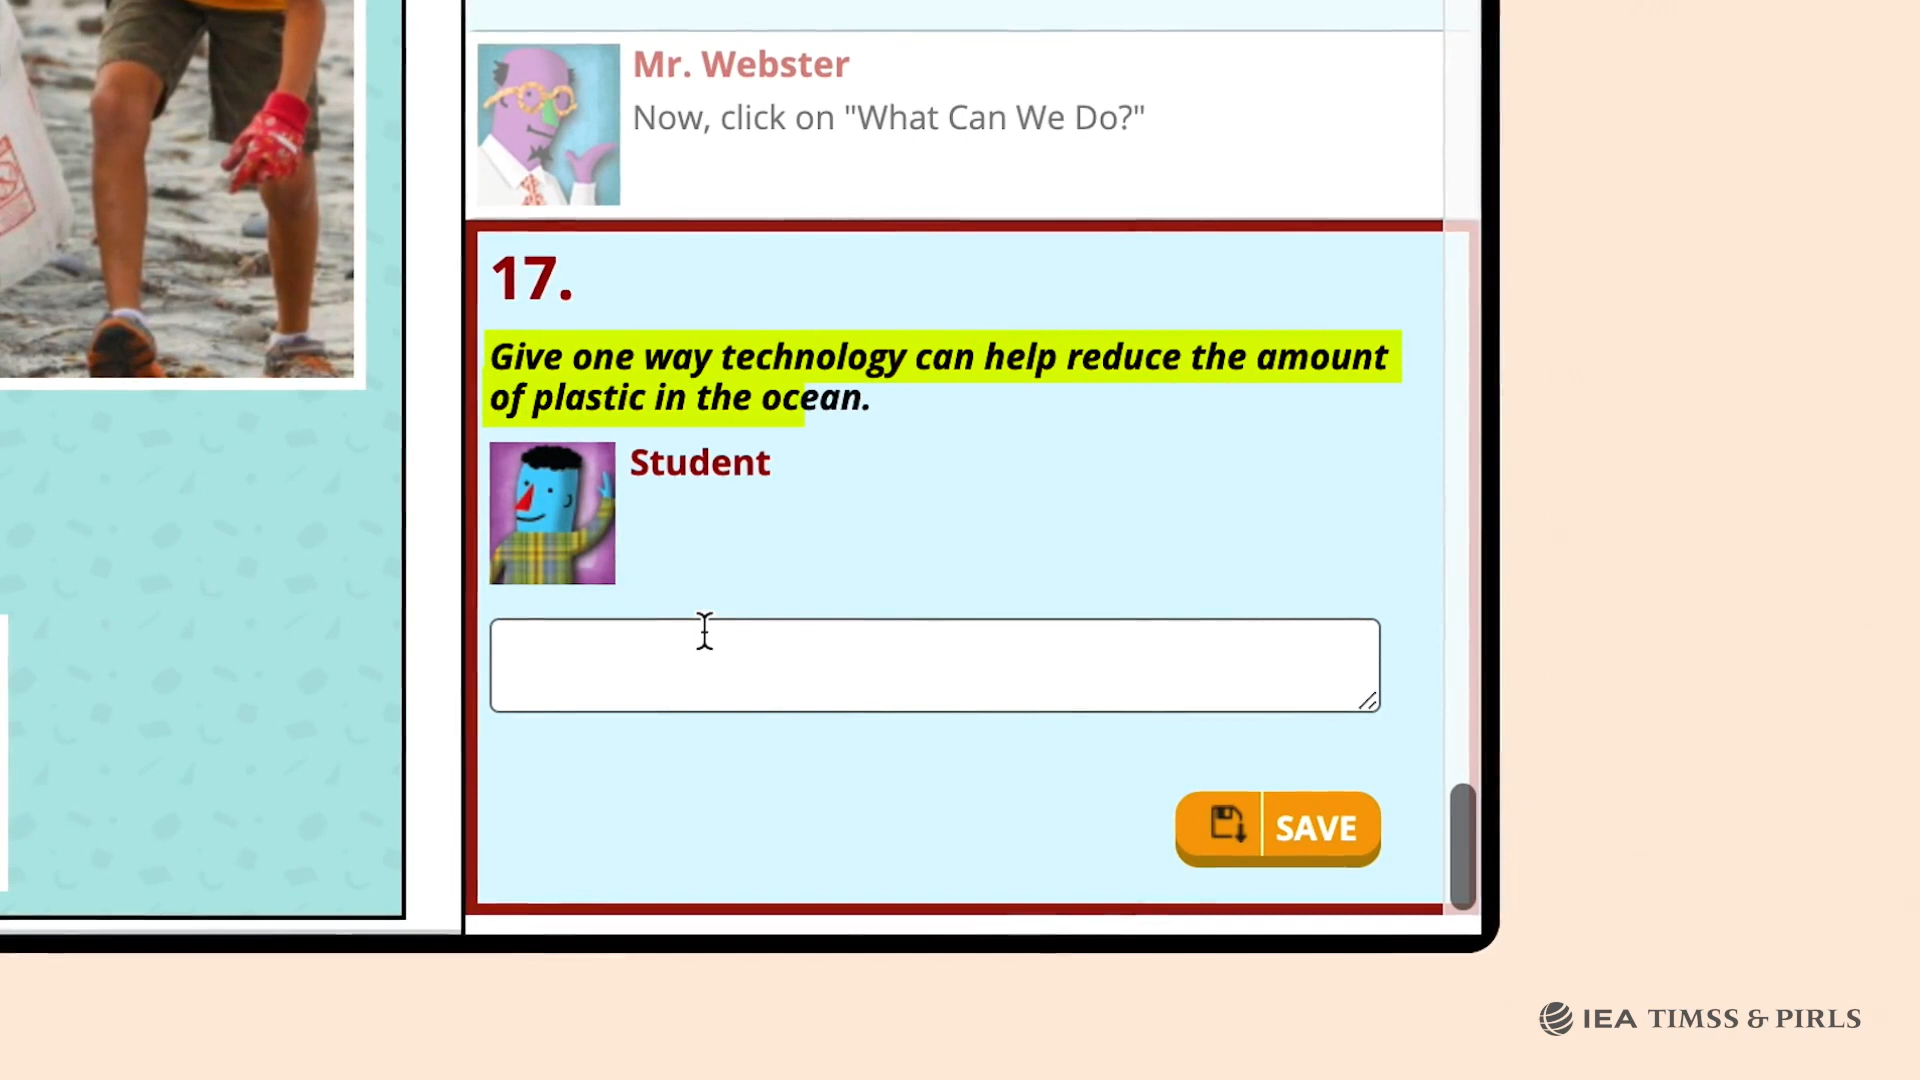 Mr. Webster
Now, click on "What Can We Do?"
17.
Give one way technology can help reduce the amount
of plastic in the ocean.
Student
SAVE
IEA TIMSS & PIRLS